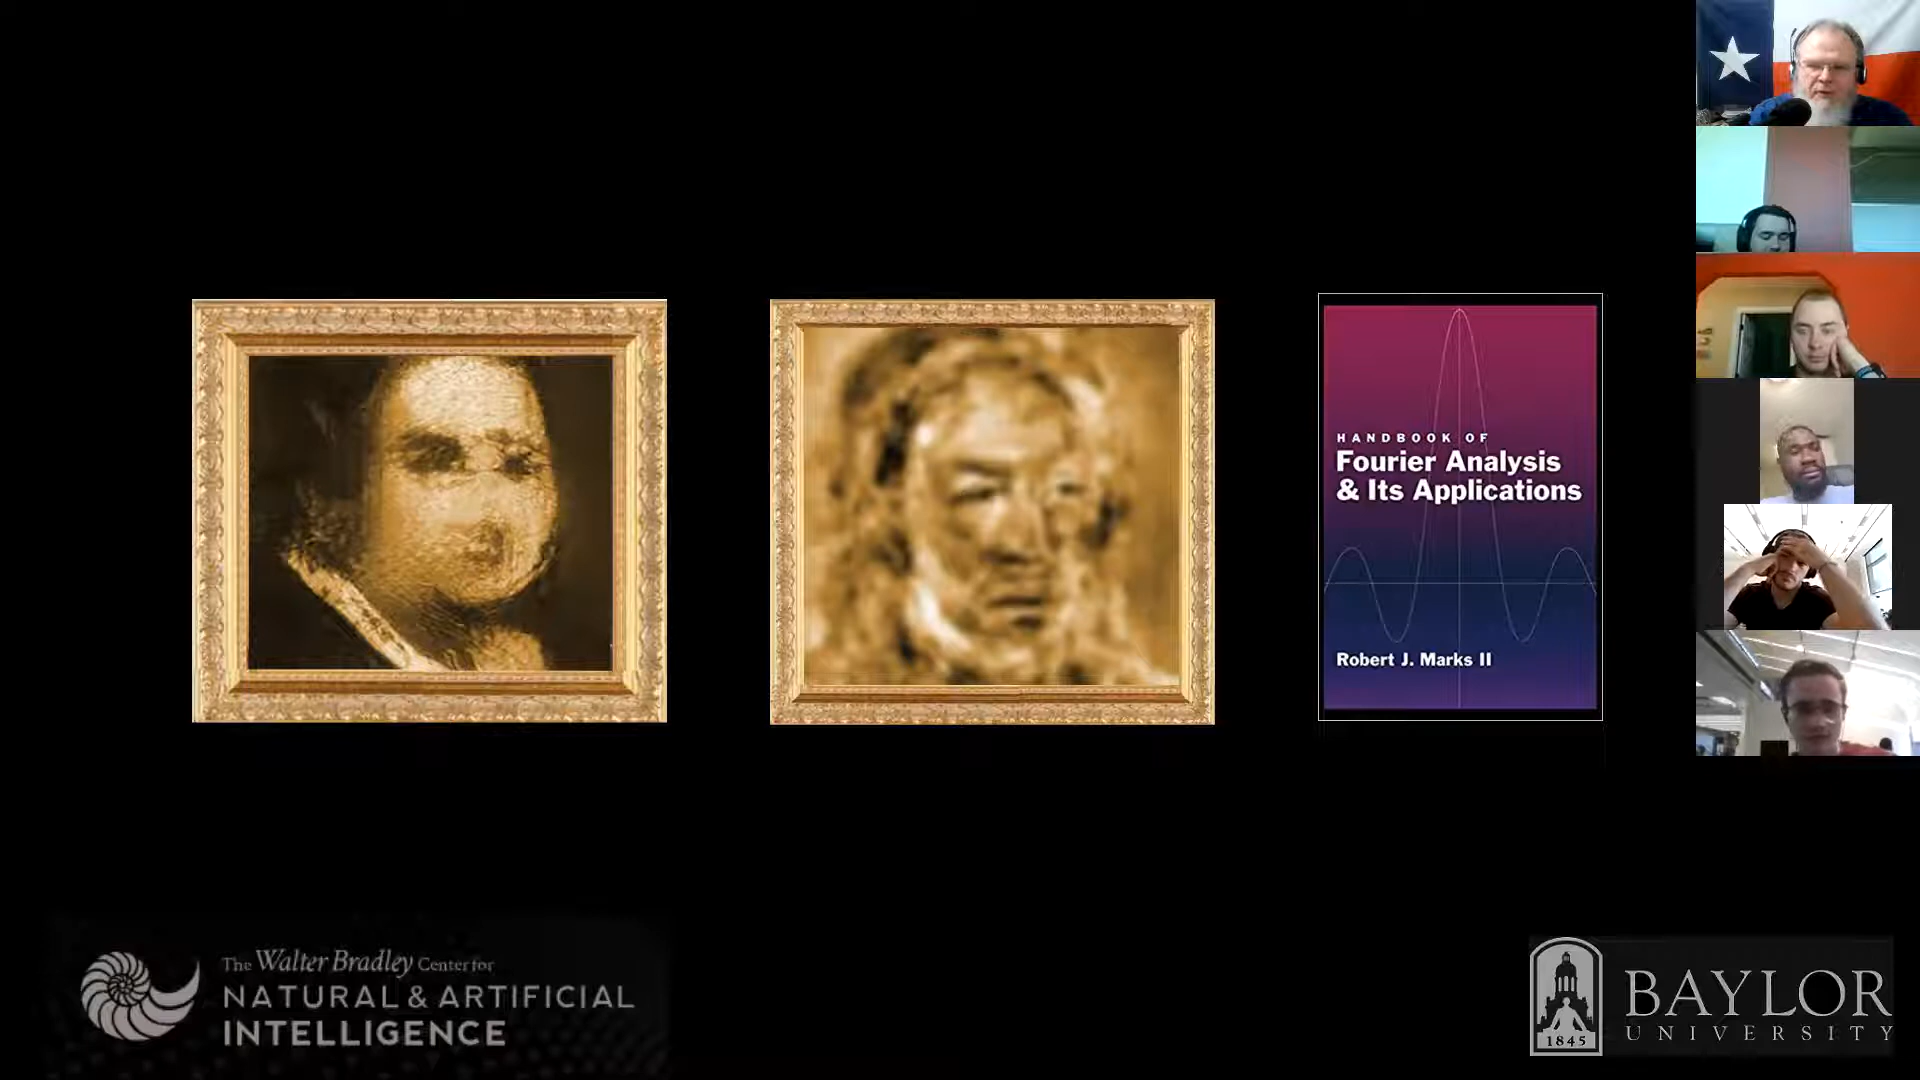 HANDBOOK OF
Fourier Analysis
& Its Applications
Robert J. Marks II
The Walter Bradley Center for
NATURAL & ARTIFICIAL
INTELLIGENCE
BAYLOR
UNIVERSITY
1845